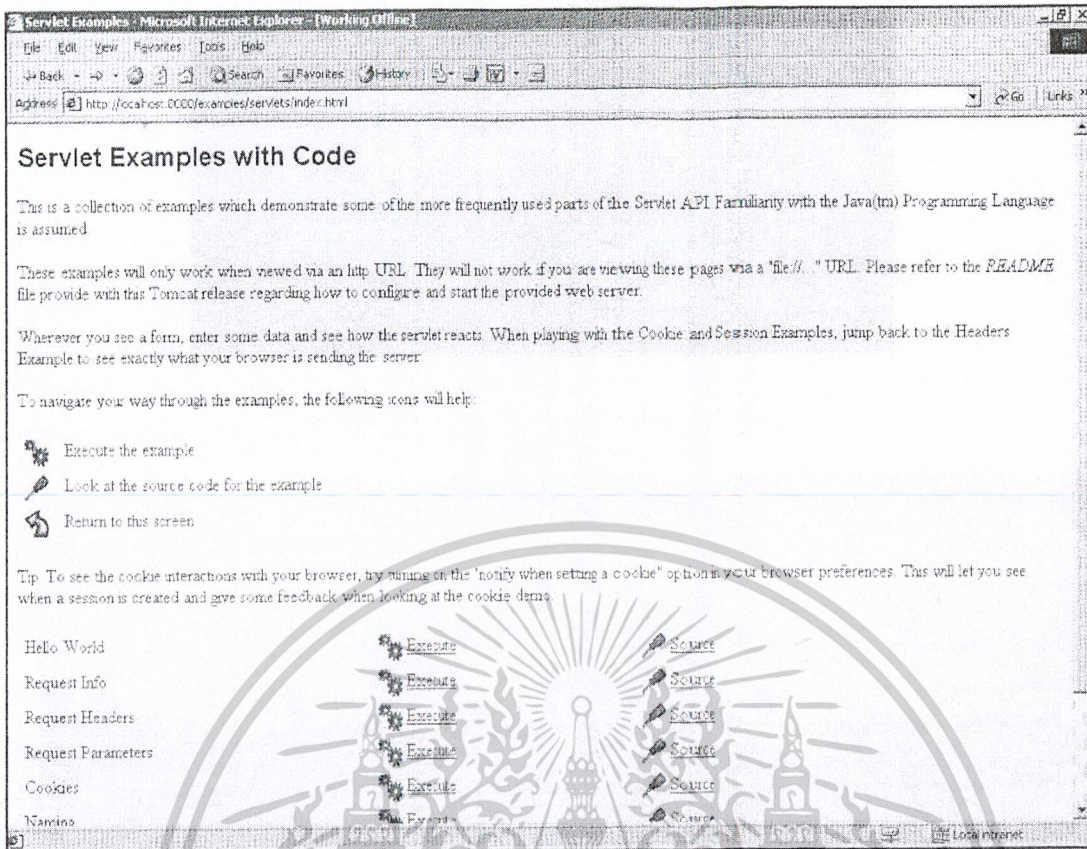 Servlet Examples - Microsoft Internet Explorer - [Working Offline]
File Edit View Favorites Tools Help
Back Search Favorites History
Address http://localhost:8080/examples/servlets/index.html Go Links »
Servlet Examples with Code
This is a collection of examples which demonstrate some of the more frequently used parts of the Servlet API Familiarity with the Java(tm) Programming Language
is assumed
These examples will only work when viewed via an http URL. They will not work if you are viewing these pages via a "file://..." URL. Please refer to the README
file provide with this Tomcat release regarding how to configure and start the provided web server.
Wherever you see a form, enter some data and see how the servlet reacts. When playing with the Cookie and Session Examples, jump back to the Headers
Example to see exactly what your browser is sending the server.
To navigate your way through the examples, the following icons will help:
Execute the example
Look at the source code for the example
Return to this screen
Tip: To see the cookie interactions with your browser, try turning on the "notify when setting a cookie" option in your browser preferences. This will let you see
when a session is created and give some feedback when looking at the cookie demo.
Hello World Execute Source
Request Info Execute Source
Request Headers Execute Source
Request Parameters Execute Source
Cookies Execute Source
Naming Execute Source
Local intranet